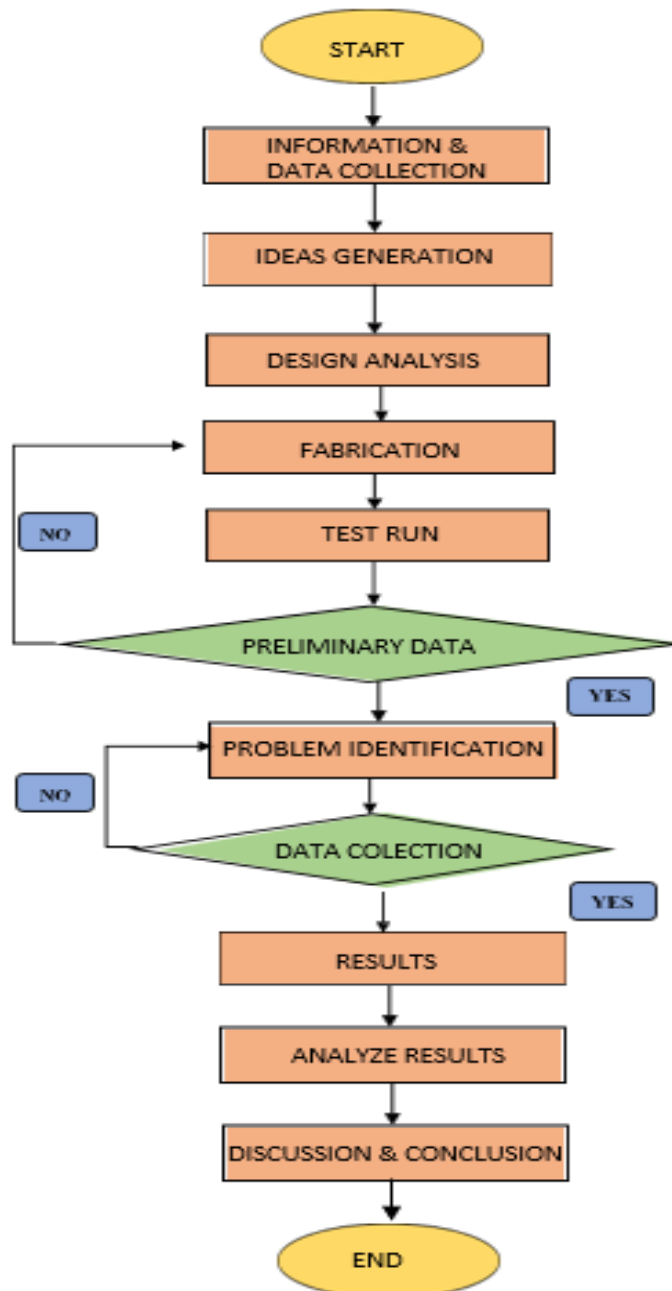 START
INFORMATION &
DATA COLLECTION
IDEAS GENERATION
DESIGN ANALYSIS
FABRICATION
NO
TEST RUN
PRELIMINARY DATA
YES
PROBLEM IDENTIFICATION
NO
DATA COLECTION
YES
RESULTS
ANALYZE RESULTS
DISCUSSION & CONCLUSION
END